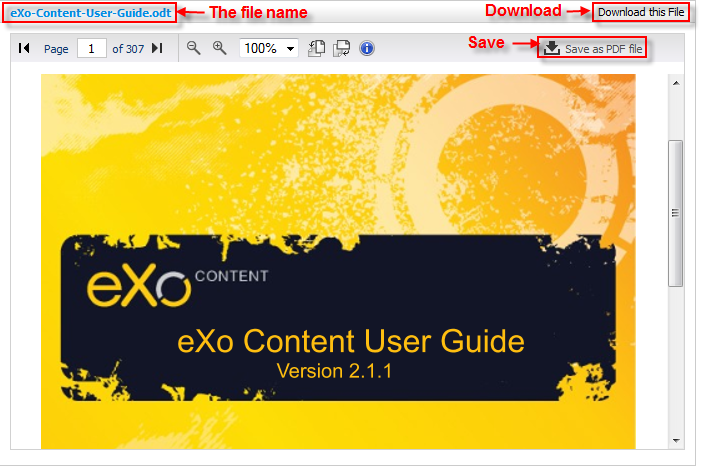 eXo-Content-User-Guide.odt The file name Download Download this File
Page 1 of 307 100% Save Save as PDF file
eXo CONTENT
eXo Content User Guide
Version 2.1.1